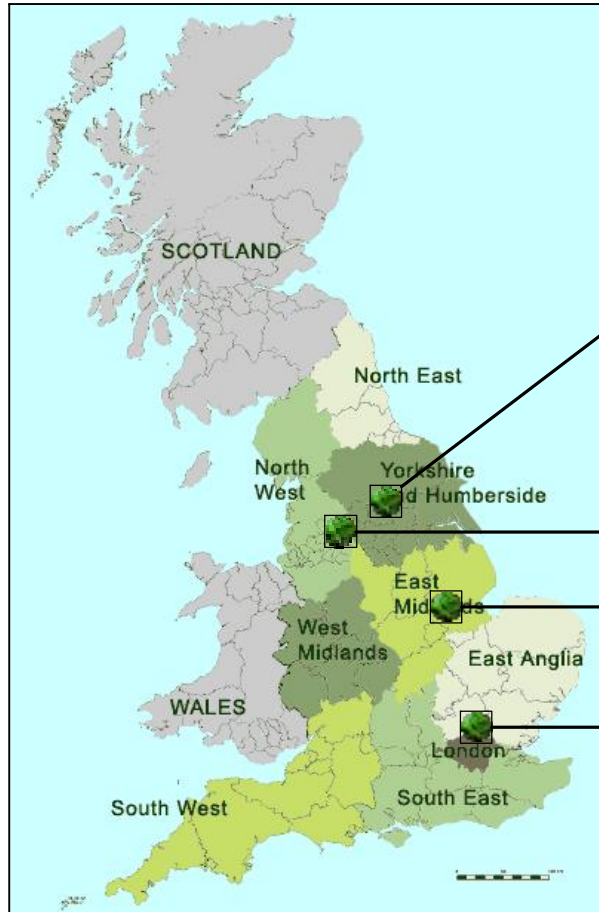 SCOTLAND
North East
North
West
Yorkshire
d Humberside
East
Mid s
West
Midlands
East Anglia
WALES
London
South West
South East